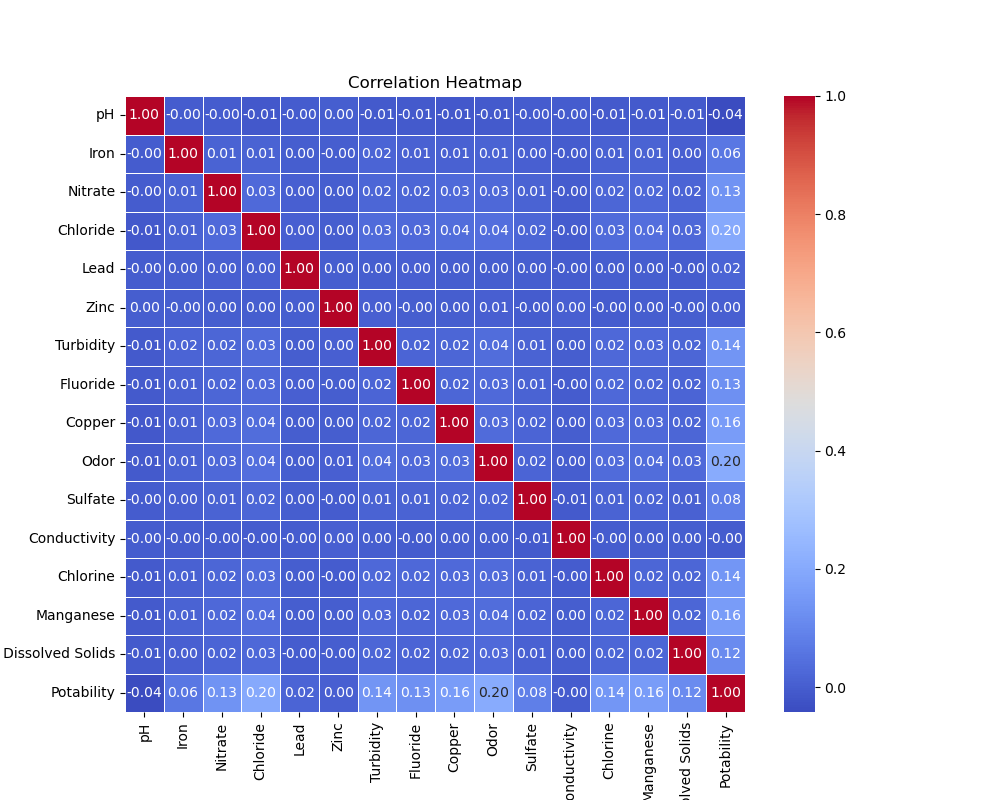 Correlation Heatmap
pH 1.00 -0.00 -0.00 -0.01 -0.00 0.00 -0.01 -0.01 -0.01 -0.01 -0.00 -0.00 -0.01 -0.01 -0.01 -0.04
Iron -0.00 1.00 0.01 0.01 0.00 -0.00 0.02 0.01 0.01 0.01 0.00 -0.00 0.01 0.01 0.00 0.06
Nitrate -0.00 0.01 1.00 0.03 0.00 0.00 0.02 0.02 0.03 0.03 0.01 -0.00 0.02 0.02 0.02 0.13
Chloride -0.01 0.01 0.03 1.00 0.00 0.00 0.03 0.03 0.04 0.04 0.02 -0.00 0.03 0.04 0.03 0.20
Lead -0.00 0.00 0.00 0.00 1.00 0.00 0.00 0.00 0.00 0.00 0.00 -0.00 0.00 0.00 -0.00 0.02
Zinc 0.00 -0.00 0.00 0.00 0.00 1.00 0.00 -0.00 0.00 0.01 -0.00 0.00 -0.00 0.00 -0.00 0.00
Turbidity -0.01 0.02 0.02 0.03 0.00 0.00 1.00 0.02 0.02 0.04 0.01 0.00 0.02 0.03 0.02 0.14
Fluoride -0.01 0.01 0.02 0.03 0.00 -0.00 0.02 1.00 0.02 0.03 0.01 -0.00 0.02 0.02 0.02 0.13
Copper -0.01 0.01 0.03 0.04 0.00 0.00 0.02 0.02 1.00 0.03 0.02 0.00 0.03 0.03 0.02 0.16
Odor -0.01 0.01 0.03 0.04 0.00 0.01 0.04 0.03 0.03 1.00 0.02 0.00 0.03 0.04 0.03 0.20
Sulfate -0.00 0.00 0.01 0.02 0.00 -0.00 0.01 0.01 0.02 0.02 1.00 -0.01 0.01 0.02 0.01 0.08
Conductivity -0.00 -0.00 -0.00 -0.00 -0.00 0.00 0.00 -0.00 0.00 0.00 -0.01 1.00 -0.00 0.00 0.00 -0.00
Chlorine -0.01 0.01 0.02 0.03 0.00 -0.00 0.02 0.02 0.03 0.03 0.01 -0.00 1.00 0.02 0.02 0.14
Manganese -0.01 0.01 0.02 0.04 0.00 0.00 0.03 0.02 0.03 0.04 0.02 0.00 0.02 1.00 0.02 0.16
Dissolved Solids -0.01 0.00 0.02 0.03 -0.00 -0.00 0.02 0.02 0.02 0.03 0.01 0.00 0.02 0.02 1.00 0.12
Potability -0.04 0.06 0.13 0.20 0.02 0.00 0.14 0.13 0.16 0.20 0.08 -0.00 0.14 0.16 0.12 1.00
pH
Iron
Nitrate
Chloride
Lead
Zinc
Turbidity
Fluoride
Copper
Odor
Sulfate
onductivity
Chlorine
Manganese
lved Solids
Potability
1.0
0.8
0.6
0.4
0.2
0.0